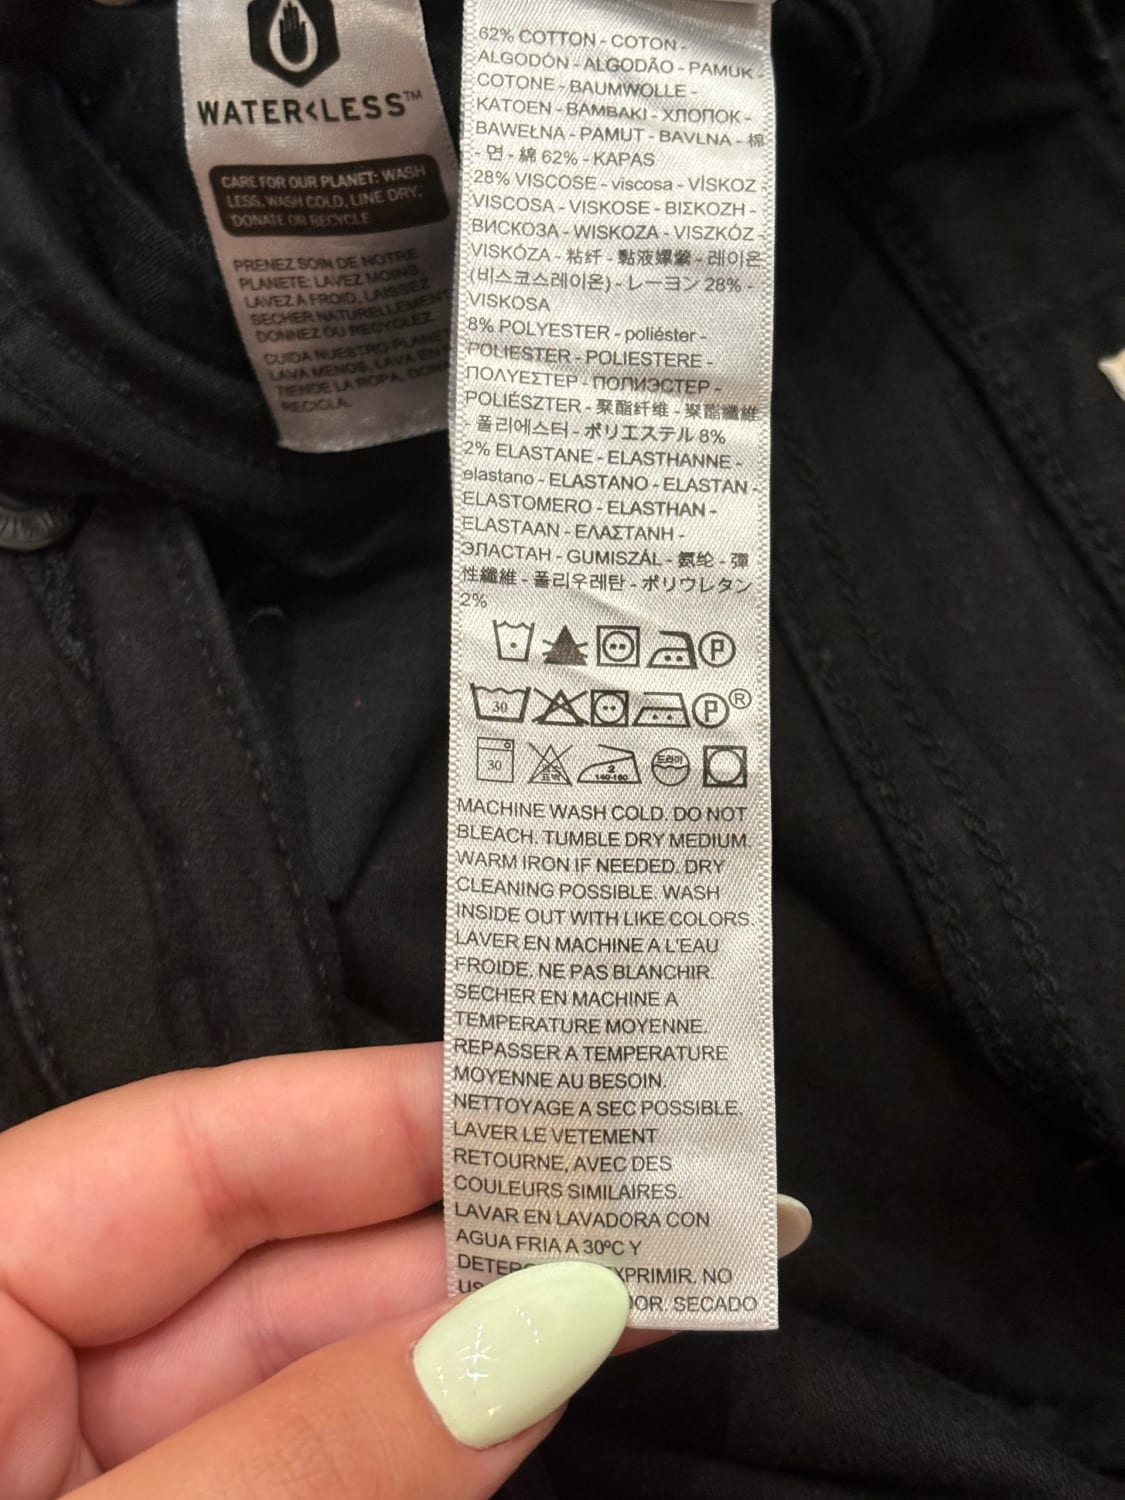 WATER<LESS™
CARE FOR OUR PLANET: WASH
LESS, WASH COLD, LINE DRY,
DONATE OR RECYCLE
PRENEZ SOIN DE NOTRE
PLANETE: LAVEZ MOINS,
LAVEZ A FROID, LAISSEZ
SECHER NATURELLEMENT
DONNEZ OU RECYCLEZ
CUIDA NUESTRO PLANET
LAVA MENOS, LAVA EN
TIENDE LA ROPA, DON
RECICLA.
62% COTTON - COTON -
ALGODÓN - ALGODÃO - PAMUK -
COTONE - BAUMWOLLE -
KATOEN - BAMBAKI - ХЛОПОК -
BAWEŁNA - PAMUT - BAVLNA - 棉
- 면 - 綿 62% - KAPAS
28% VISCOSE - viscosa - VİSKOZ -
VISCOSA - VISKOSE - ΒΙΣΚΟΖΗ -
ВИСКОЗА - WISKOZA - VISZKÓZ
VISKÓZA - 粘纤 - 黏液嫘縈 - 레이온
(비스코스레이온) - レーヨン 28% -
VISKOSA
8% POLYESTER - poliéster -
POLIESTER - POLIESTERE -
ΠΟΛΥΕΣΤΕΡ - ПОЛИЭСТЕР -
POLIÉSZTER - 聚酯纤维 - 聚酯纖維
- 폴리에스터 - ポリエステル 8%
2% ELASTANE - ELASTHANNE -
elastano - ELASTANO - ELASTAN -
ELASTOMERO - ELASTHAN -
ELASTAAN - ΕΛΑΣΤΑΝΗ -
ЭЛАСТАН - GUMISZÁL - 氨纶 - 彈
性纖維 - 폴리우레탄 - ポリウレタン
2%
P
30 P ®
30 2 140-160 드라이
MACHINE WASH COLD. DO NOT
BLEACH. TUMBLE DRY MEDIUM.
WARM IRON IF NEEDED. DRY
CLEANING POSSIBLE. WASH
INSIDE OUT WITH LIKE COLORS
LAVER EN MACHINE A L'EAU
FROIDE. NE PAS BLANCHIR.
SECHER EN MACHINE A
TEMPERATURE MOYENNE.
REPASSER A TEMPERATURE
MOYENNE AU BESOIN.
NETTOYAGE A SEC POSSIBLE.
LAVER LE VETEMENT
RETOURNE, AVEC DES
COULEURS SIMILAIRES.
LAVAR EN LAVADORA CON
AGUA FRIA A 30ºC Y
NO
SECADO